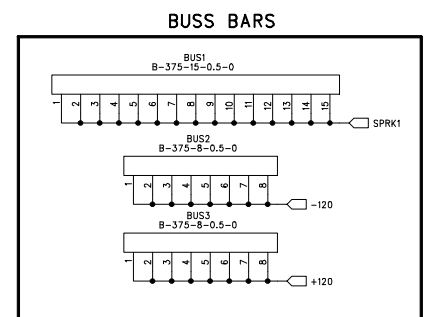 BUSS BARS
BUS1
B-375-15-0.5-0
1 2 3 4 5 6 7 8 9 10 11 12 13 14 15
SPRK1
BUS2
B-375-8-0.5-0
1 2 3 4 5 6 7 8
-120
BUS3
B-375-8-0.5-0
1 2 3 4 5 6 7 8
+120